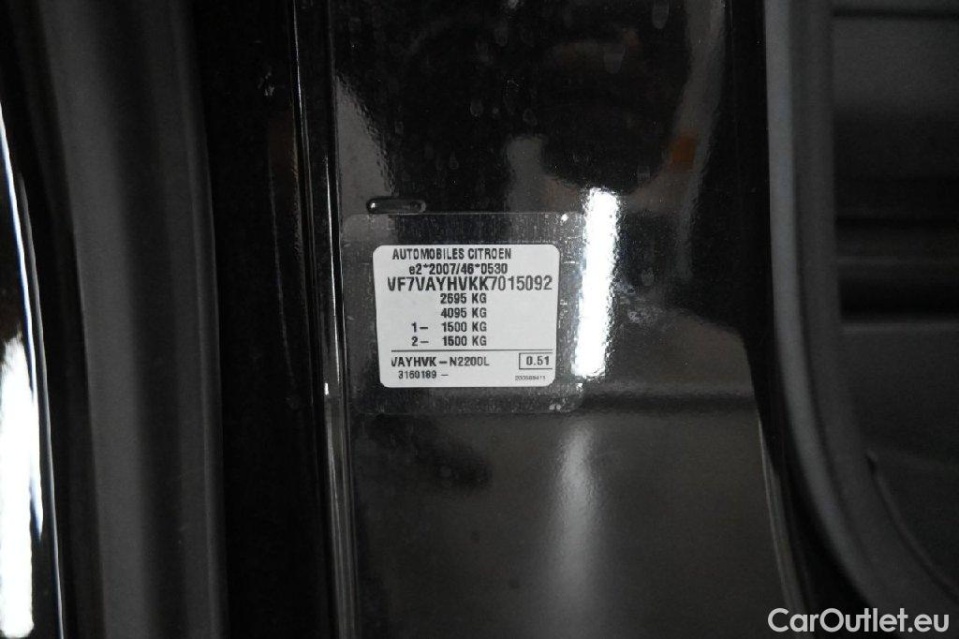 AUTOMOBILES CITROEN
e2*2007/46*0530
VF7VAYHVKK7015092
2695 KG
4095 KG
1- 1500 KG
2- 1500 KG
VAYHVK-N2200L 0.51
3160189 -
CarOutlet.eu